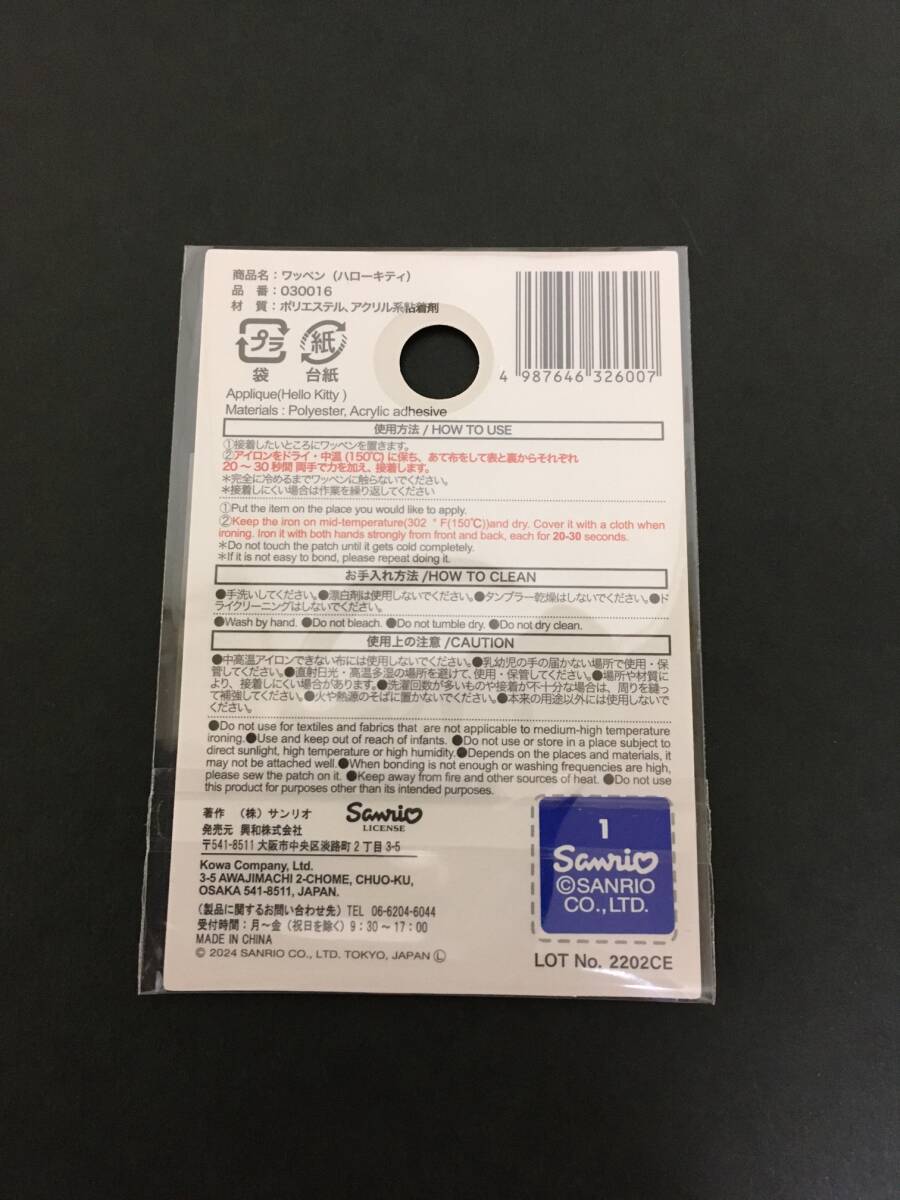 商品名：ワッペン（ハローキティ）
品　番：030016
材　質：ポリエステル、アクリル系粘着剤
プラ
袋
紙
台紙
4 987646 326007
Applique(Hello Kitty )
Materials : Polyester, Acrylic adhesive
使用方法 / HOW TO USE
①接着したいところにワッペンを置きます。
②アイロンをドライ・中温 (150℃) に保ち、あて布をして表と裏からそれぞれ
20 〜 30 秒間 両手で力を加え、接着します。
＊完全に冷めるまでワッペンに触らないでください。
＊接着しにくい場合は作業を繰り返してください
①Put the item on the place you would like to apply.
②Keep the iron on mid-temperature(302 ° F(150℃))and dry. Cover it with a cloth when
ironing. Iron it with both hands strongly from front and back, each for 20-30 seconds.
＊Do not touch the patch until it gets cold completely.
＊If it is not easy to bond, please repeat doing it.
お手入れ方法 /HOW TO CLEAN
●手洗いしてください。●漂白剤は使用しないでください。●タンブラー乾燥はしないでください。●ド
ライクリーニングはしないでください。
●Wash by hand. ●Do not bleach. ●Do not tumble dry. ●Do not dry clean.
使用上の注意 /CAUTION
●中高温アイロンできない布には使用しないでください。●乳幼児の手の届かない場所で使用・保
管してください。●直射日光・高温多湿の場所を避けて、使用・保管してください。●場所や材質に
より、接着しにくい場合があります。●洗濯回数が多いものや接着が不十分な場合は、周りを縫っ
て補強してください。●火や熱源のそばに置かないでください。●本来の用途以外には使用しないで
ください。
●Do not use for textiles and fabrics that are not applicable to medium-high temperature
ironing.●Use and keep out of reach of infants. ●Do not use or store in a place subject to
direct sunlight, high temperature or high humidity.●Depends on the places and materials, it
may not be attached well.●When bonding is not enough or washing frequencies are high,
please sew the patch on it. ●Keep away from fire and other sources of heat. ●Do not use
this product for purposes other than its intended purposes.
著作　（株）サンリオ
Sanrio
LICENSE
発売元　興和株式会社
〒541-8511 大阪市中央区淡路町 2 丁目 3-5
Kowa Company, Ltd.
3-5 AWAJIMACHI 2-CHOME, CHUO-KU,
OSAKA 541-8511, JAPAN.
（製品に関するお問い合わせ先）TEL 06-6204-6044
受付時間：月〜金（祝日を除く）9：30 〜 17：00
MADE IN CHINA
© 2024 SANRIO CO., LTD. TOKYO, JAPAN Ⓛ
1
Sanrio
©SANRIO
CO.,LTD.
LOT No. 2202CE